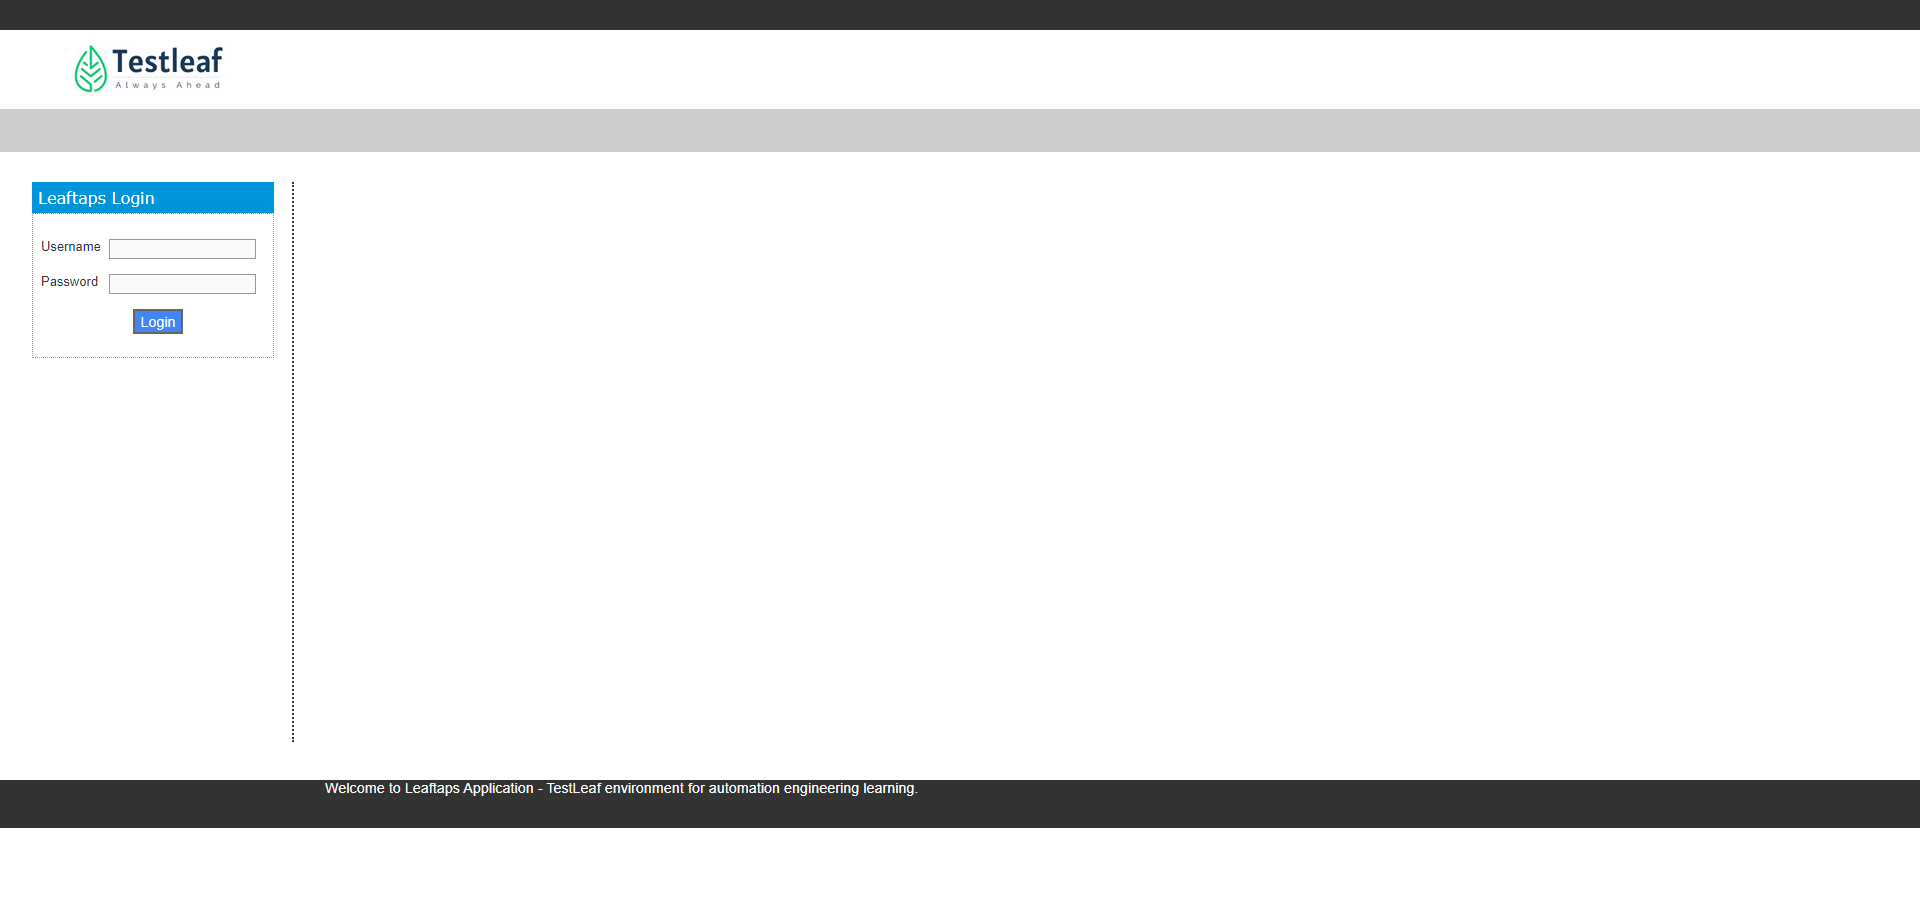 Testleaf
Always Ahead
Leaftaps Login
Username
Password
Login
Welcome to Leaftaps Application - TestLeaf environment for automation engineering learning.